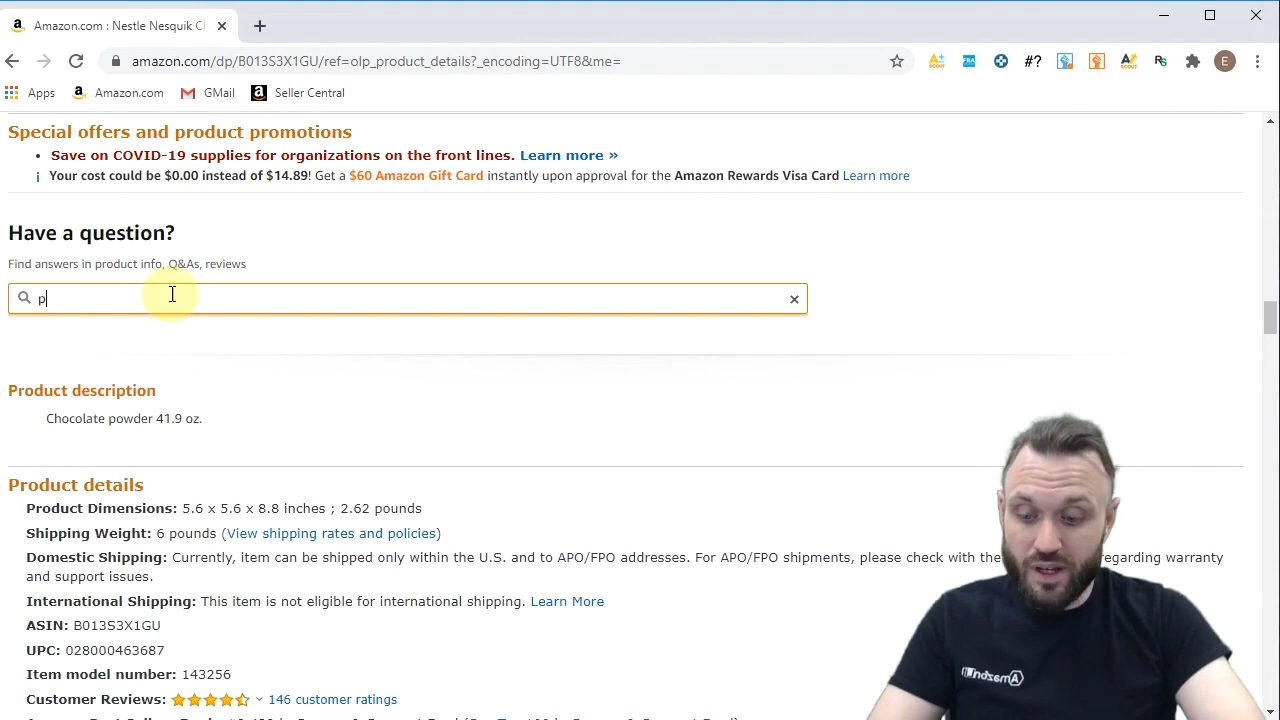 Amazon.com : Nestle Nesquik Ch
amazon.com/dp/B013S3X1GU/ref=olp_product_details?_encoding=UTF8&me=
#?
E
Apps
Amazon.com
GMail
Seller Central
Special offers and product promotions
Save on COVID-19 supplies for organizations on the front lines. Learn more »
Your cost could be $0.00 instead of $14.89! Get a $60 Amazon Gift Card instantly upon approval for the Amazon Rewards Visa Card Learn more
Have a question?
Find answers in product info, Q&As, reviews
p
Product description
Chocolate powder 41.9 oz.
Product details
Product Dimensions: 5.6 x 5.6 x 8.8 inches ; 2.62 pounds
Shipping Weight: 6 pounds (View shipping rates and policies)
Domestic Shipping: Currently, item can be shipped only within the U.S. and to APO/FPO addresses. For APO/FPO shipments, please check with the regarding warranty
and support issues.
International Shipping: This item is not eligible for international shipping. Learn More
ASIN: B013S3X1GU
UPC: 028000463687
Item model number: 143256
Customer Reviews: 146 customer ratings